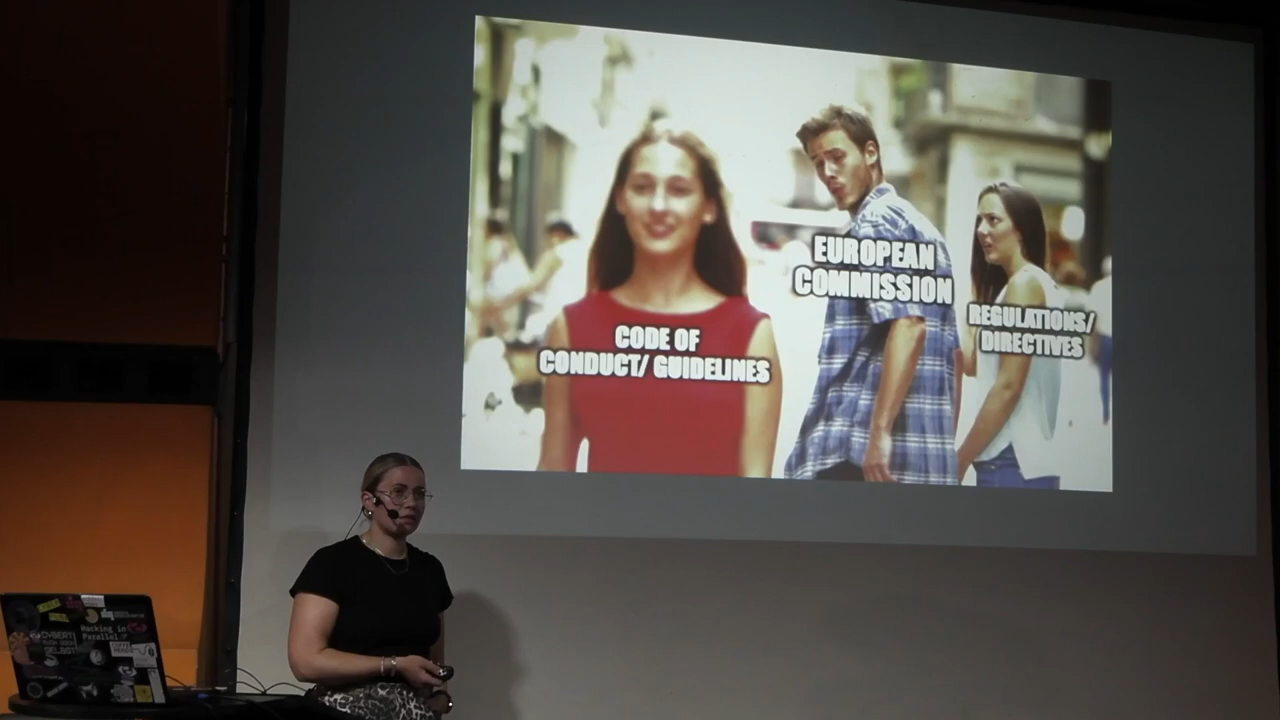 CODE OF
CONDUCT/ GUIDELINES
EUROPEAN
COMMISSION
REGULATIONS/
DIRECTIVES
Hacking in
Parallel